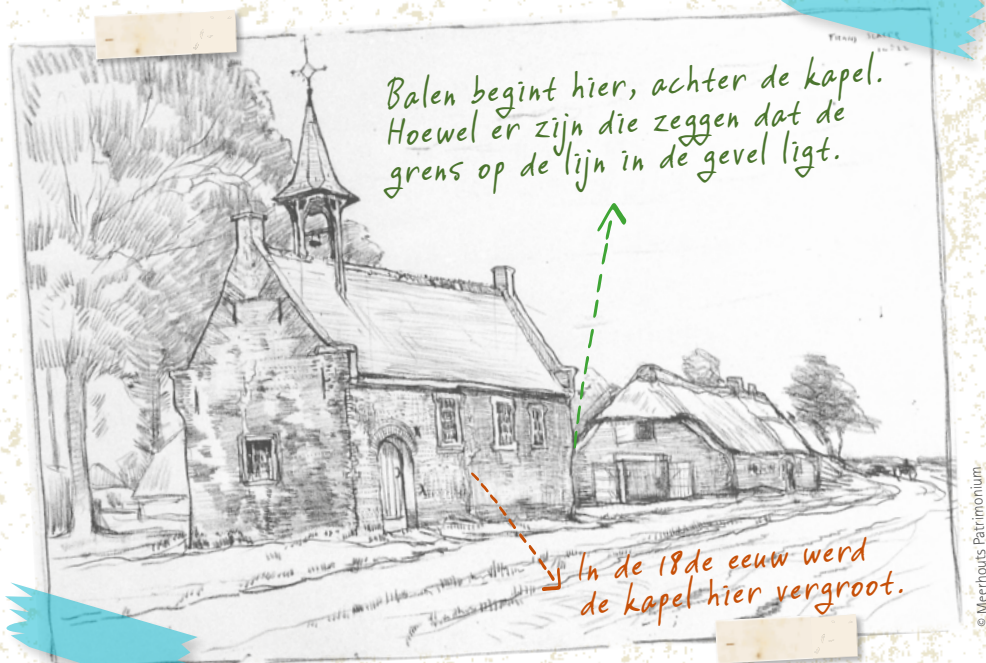 Balen begint hier, achter de kapel.
Hoewel er zijn die zeggen dat de
grens op de lijn in de gevel ligt.
In de 18de eeuw werd
de kapel hier vergroot.
© Meerhouts Patrimonium